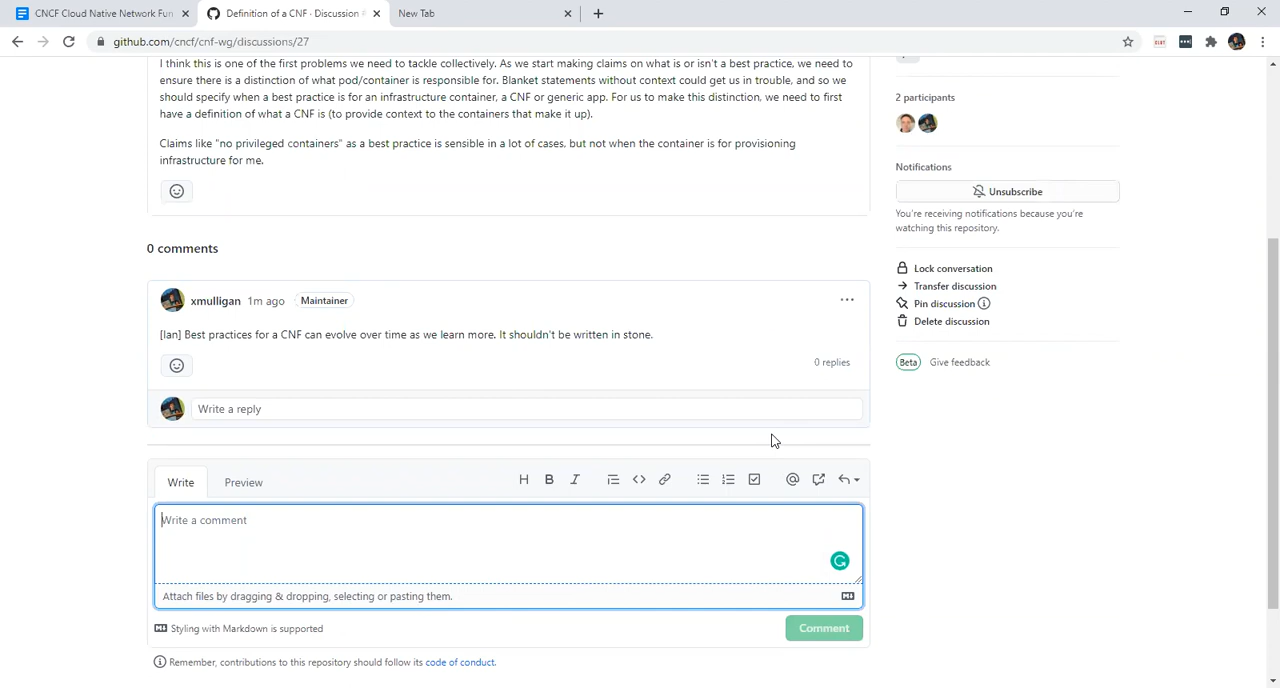 CNCF Cloud Native Network Fun
Definition of a CNF · Discussion
New Tab
github.com/cncf/cnf-wg/discussions/27
I think this is one of the first problems we need to tackle collectively. As we start making claims on what is or isn't a best practice, we need to
ensure there is a distinction of what pod/container is responsible for. Blanket statements without context could get us in trouble, and so we
should specify when a best practice is for an infrastructure container, a CNF or generic app. For us to make this distinction, we need to first
have a definition of what a CNF is (to provide context to the containers that make it up).
Claims like "no privileged containers" as a best practice is sensible in a lot of cases, but not when the container is for provisioning
infrastructure for me.
0 comments
xmulligan 1m ago Maintainer
[Ian] Best practices for a CNF can evolve over time as we learn more. It shouldn't be written in stone.
0 replies
Write a reply
Write Preview
Write a comment
Attach files by dragging & dropping, selecting or pasting them.
Styling with Markdown is supported
Comment
Remember, contributions to this repository should follow its code of conduct.
2 participants
Notifications
Unsubscribe
You're receiving notifications because you're
watching this repository.
Lock conversation
Transfer discussion
Pin discussion
Delete discussion
Beta Give feedback